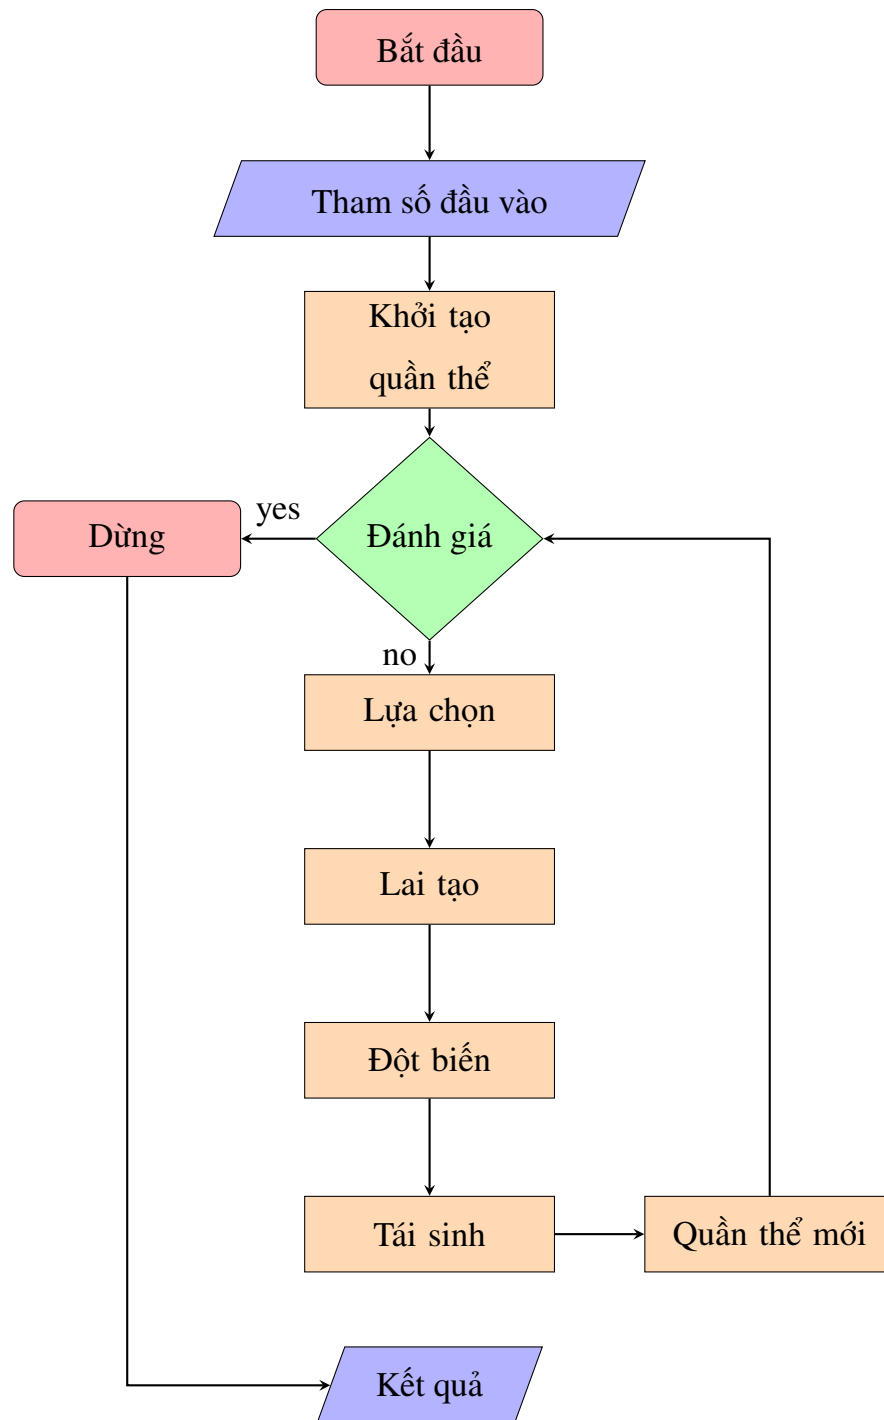 Bắt đầu
Tham số đầu vào
Khởi tạo
quần thể
yes
Dừng
Đánh giá
no
Lựa chọn
Lai tạo
Đột biến
Tái sinh
Quần thể mới
Kết quả